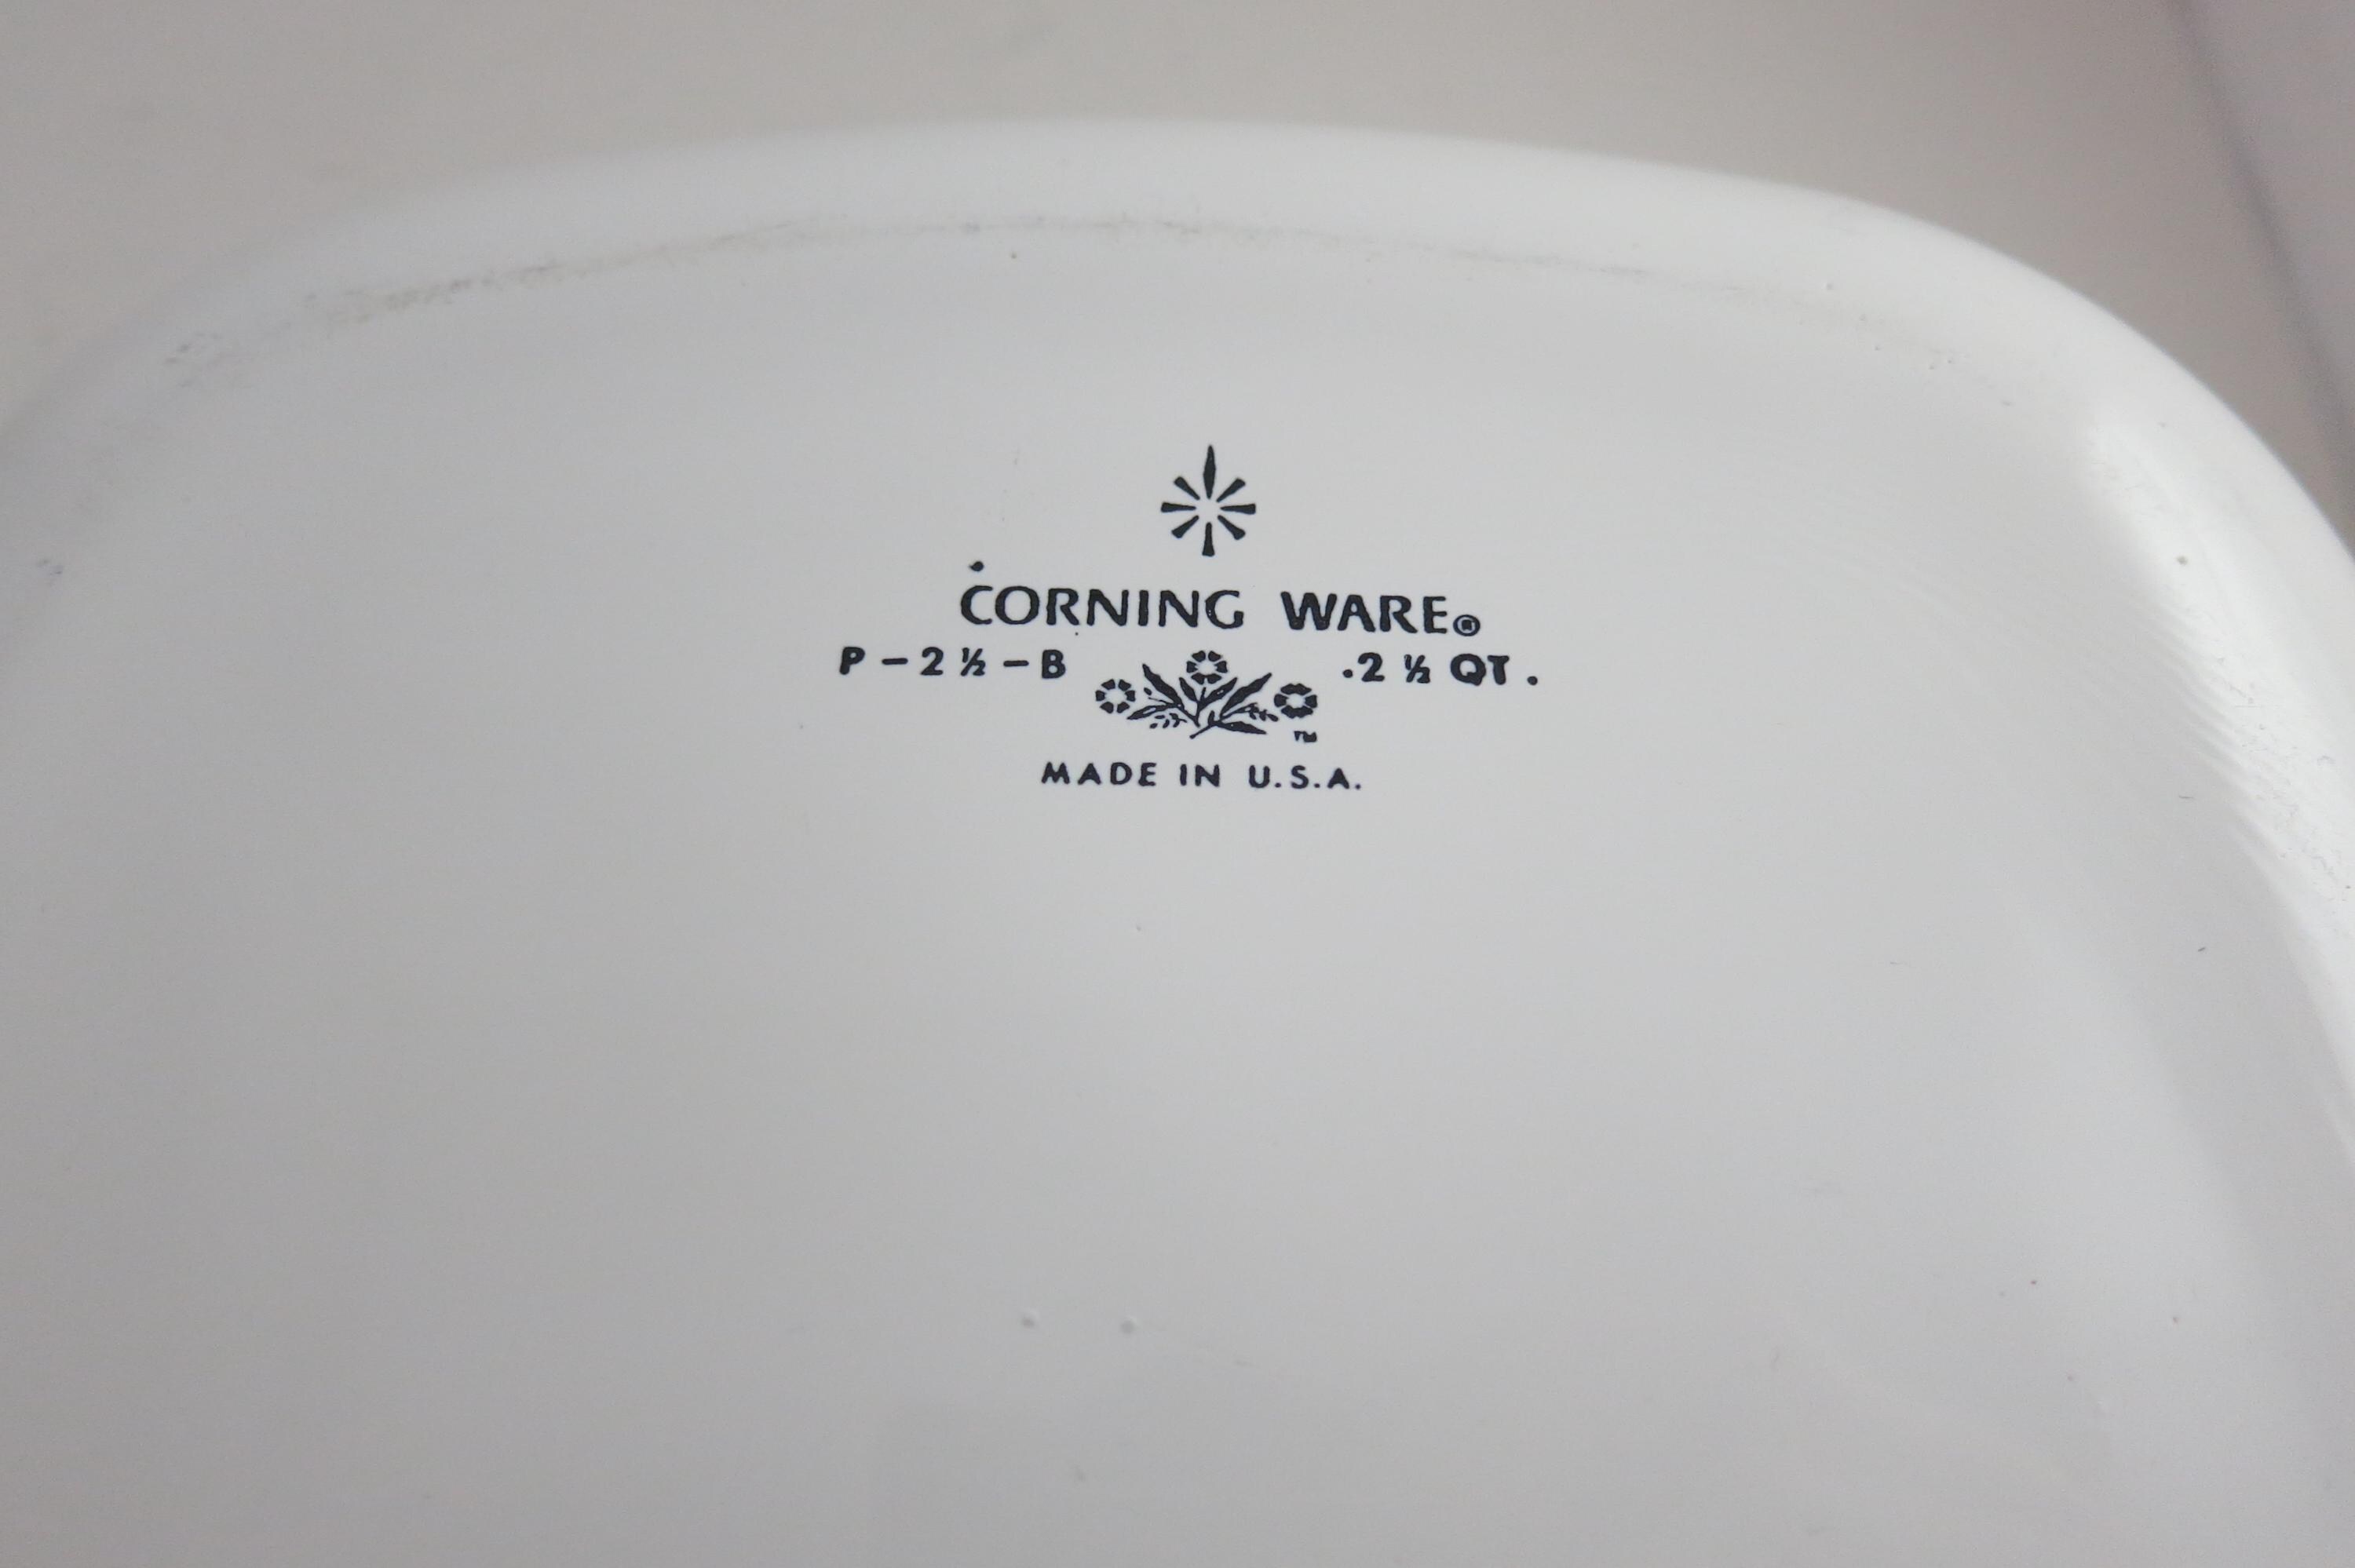 CORNING WARE®
P-2½-B .2½ QT.
TM
MADE IN U.S.A.